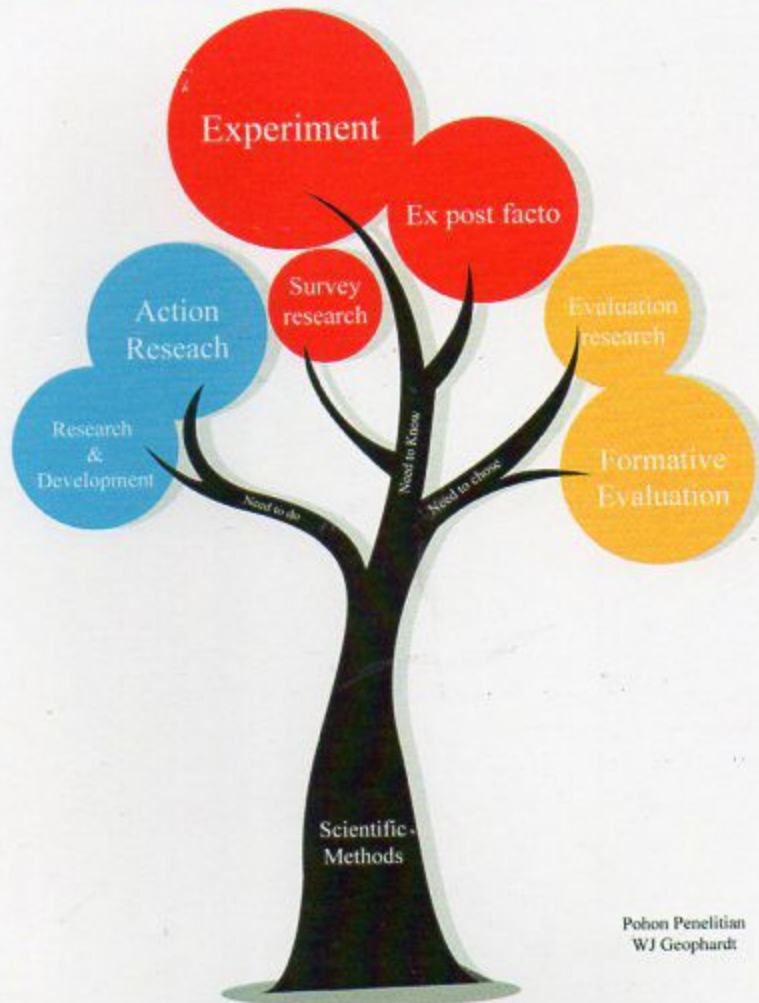 Experiment
Ex post facto
Survey
research
Action
Reseach
Research
&
Development
Evaluation
research
Formative
Evaluation
Need to do
Need to Know
Need to chose
Scientific
Methods
Pohon Penelitian
WJ Geophardt